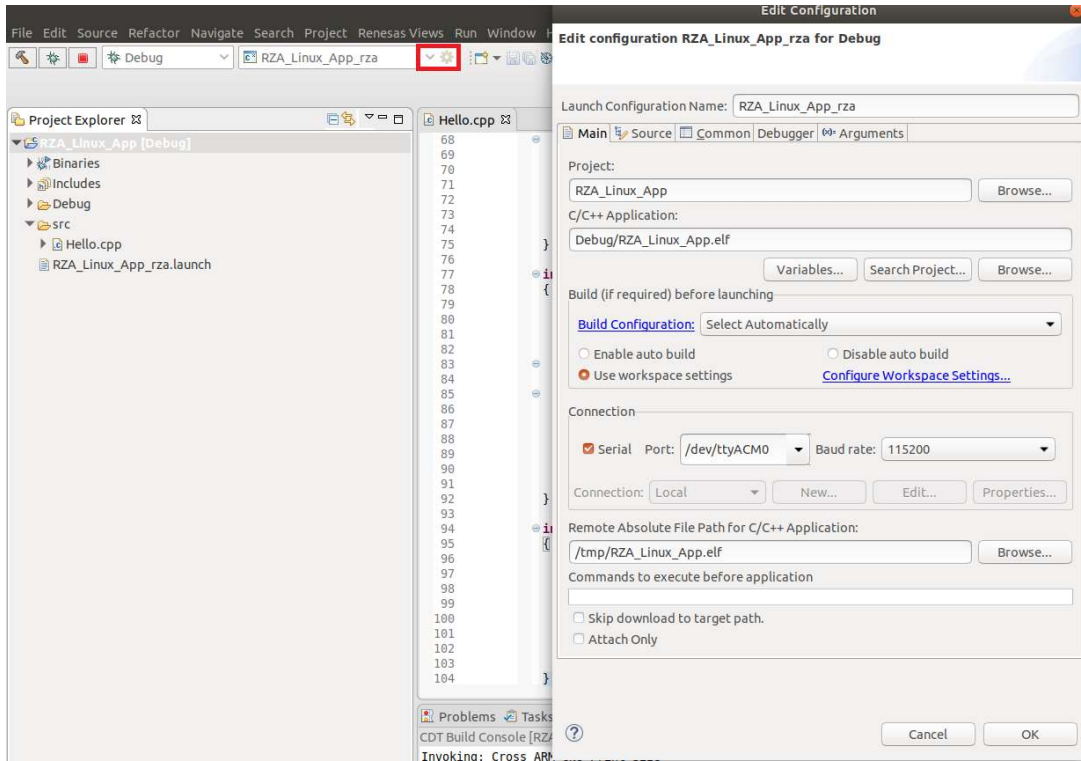 Edit Configuration
File Edit Source Refactor Navigate Search Project Renesas Views Run Window
Debug
RZA_Linux_App_rza
Project Explorer
RZA_Linux_App [Debug]
Binaries
Includes
Debug
src
Hello.cpp
RZA_Linux_App_rza.launch
Hello.cpp
68
69
70
71
72
73
74
75 }
76
77
78 {
79
80
81
82
83
84
85
86
87
88
89
90
91
92 }
93
94
95 {
96
97
98
99
100
101
102
103
104 }
Problems Tasks
CDT Build Console [RZA
Invoking: Cross ARM
Edit configuration RZA_Linux_App_rza for Debug
Launch Configuration Name: RZA_Linux_App_rza
Main Source Common Debugger Arguments
Project:
RZA_Linux_App Browse...
C/C++ Application:
Debug/RZA_Linux_App.elf
Variables... Search Project... Browse...
Build (if required) before launching
Build Configuration: Select Automatically
Enable auto build Disable auto build
Use workspace settings Configure Workspace Settings...
Connection
Serial Port: /dev/ttyACM0 Baud rate: 115200
Connection: Local New... Edit... Properties...
Remote Absolute File Path for C/C++ Application:
/tmp/RZA_Linux_App.elf Browse...
Commands to execute before application
Skip download to target path.
Attach Only
Cancel OK